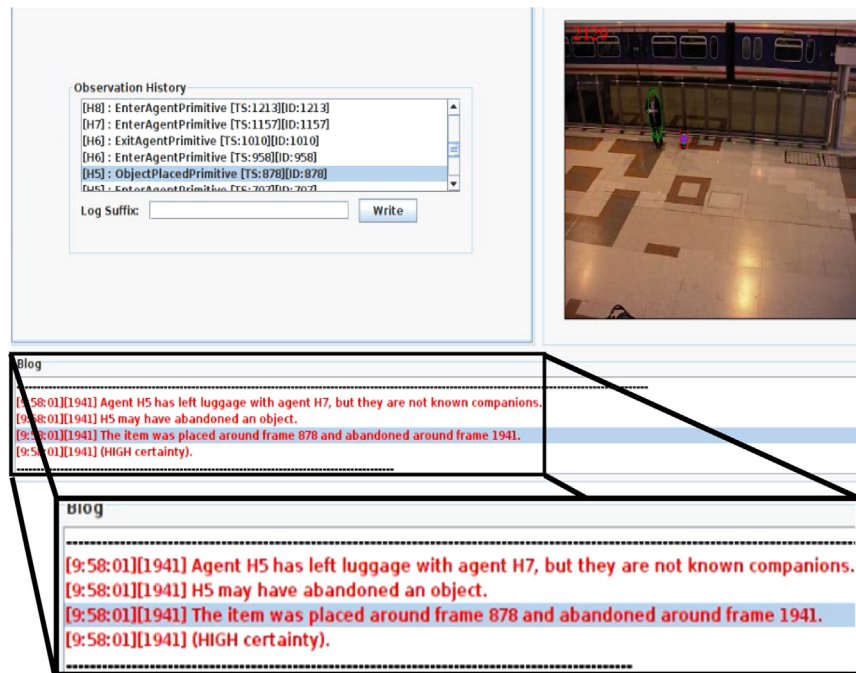 2129
Observation History
[H8] : EnterAgentPrimitive [TS:1213][ID:1213]
[H7] : EnterAgentPrimitive [TS:1157][ID:1157]
[H6] : ExitAgentPrimitive [TS:1010][ID:1010]
[H6] : EnterAgentPrimitive [TS:958][ID:958]
[H5] : ObjectPlacedPrimitive [TS:878][ID:878]
[H5] : EnterAgentPrimitive [TS:707][ID:707]
Log Suffix:
Write
Blog
[9:58:01][1941] Agent H5 has left luggage with agent H7, but they are not known companions.
[9:58:01][1941] H5 may have abandoned an object.
[9:58:01][1941] The item was placed around frame 878 and abandoned around frame 1941.
[9:58:01][1941] (HIGH certainty).
Blog
[9:58:01][1941] Agent H5 has left luggage with agent H7, but they are not known companions.
[9:58:01][1941] H5 may have abandoned an object.
[9:58:01][1941] The item was placed around frame 878 and abandoned around frame 1941.
[9:58:01][1941] (HIGH certainty).